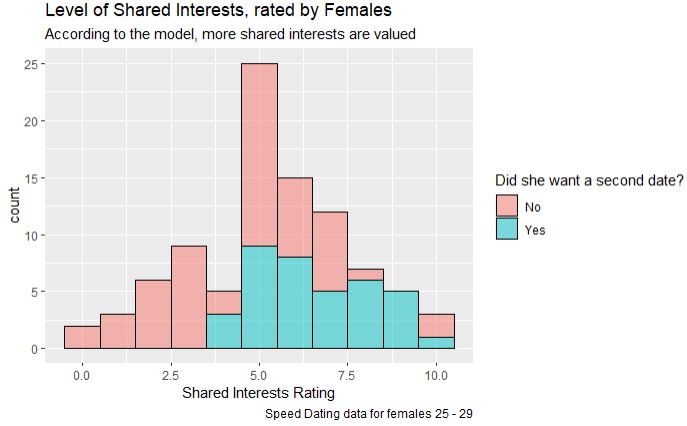 Level of Shared Interests, rated by Females
According to the model, more shared interests are valued
25
20
15
10
5
0
count
0.0 2.5 5.0 7.5 10.0
Shared Interests Rating
Speed Dating data for females 25 - 29
Did she want a second date?
No
Yes